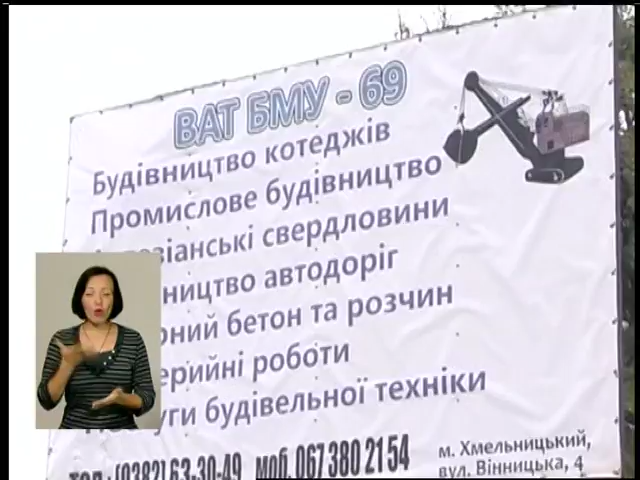 ВАТ БМУ - 69
Будівництво котеджів
Промислове будівництво
свердловини
автодоріг
бетон та розчин
роботи
будівельної техніки
тел.: (0382) 63-30-49 моб. 067 380 21 54
м. Хмельницький,
вул. Вінницька, 4